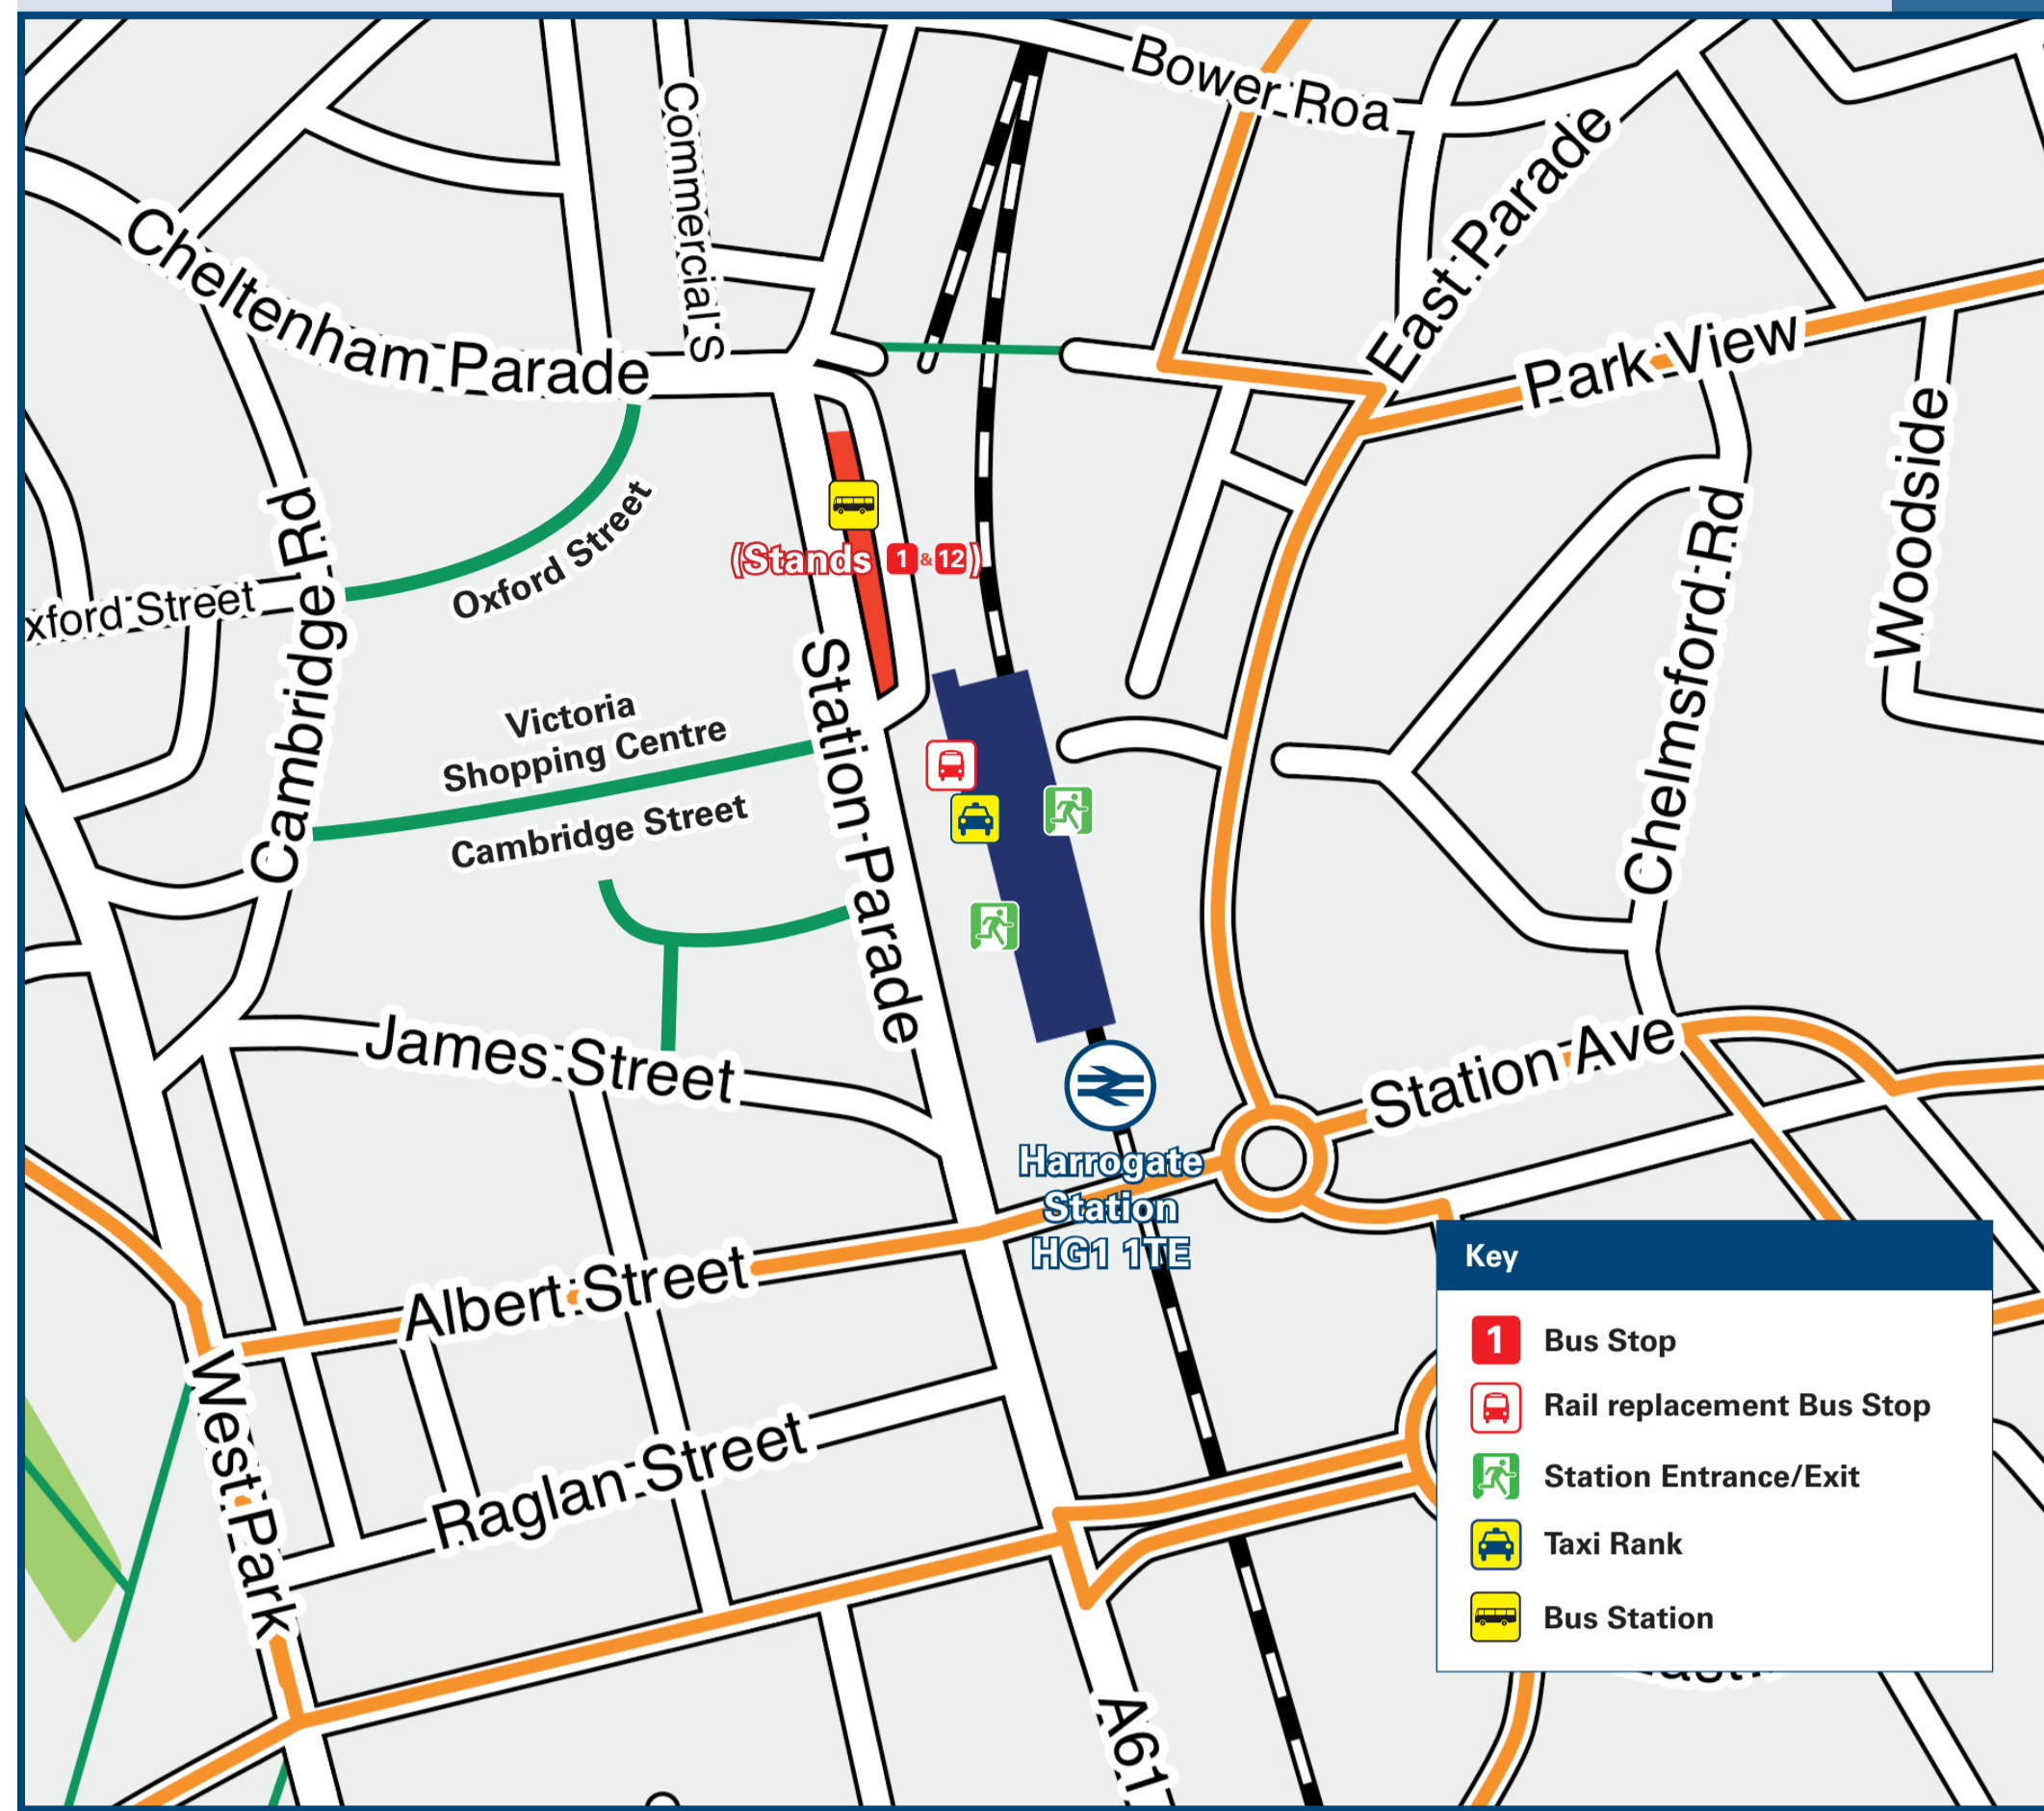 Bower Roa
Commercial S
East Parade
Cheltenham Parade
Park View
Woodside
Oxford Street
xford Street
(Stands 1 & 12)
Cambridge Rd
Chelmsford Rd
Station Parade
Victoria
Shopping Centre
Cambridge Street
James Street
Station Ave
Harrogate
Station
HG1 1TE
Albert Street
West Park
Raglan Street
A61
Key
1 Bus Stop
Rail replacement Bus Stop
Station Entrance/Exit
Taxi Rank
Bus Station